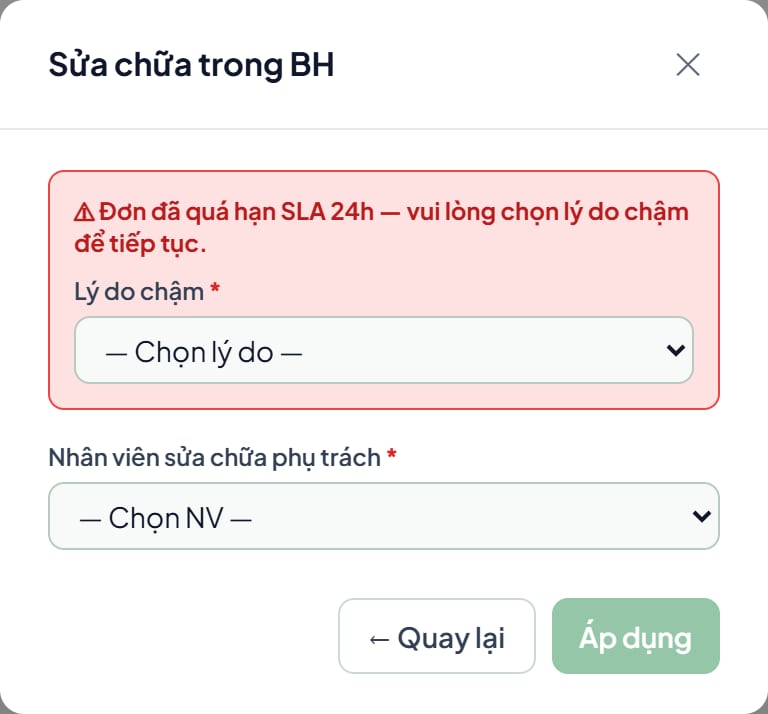 Sửa chữa trong BH
⚠ Đơn đã quá hạn SLA 24h — vui lòng chọn lý do chậm
để tiếp tục.
Lý do chậm *
— Chọn lý do —
Nhân viên sửa chữa phụ trách *
— Chọn NV —
← Quay lại
Áp dụng